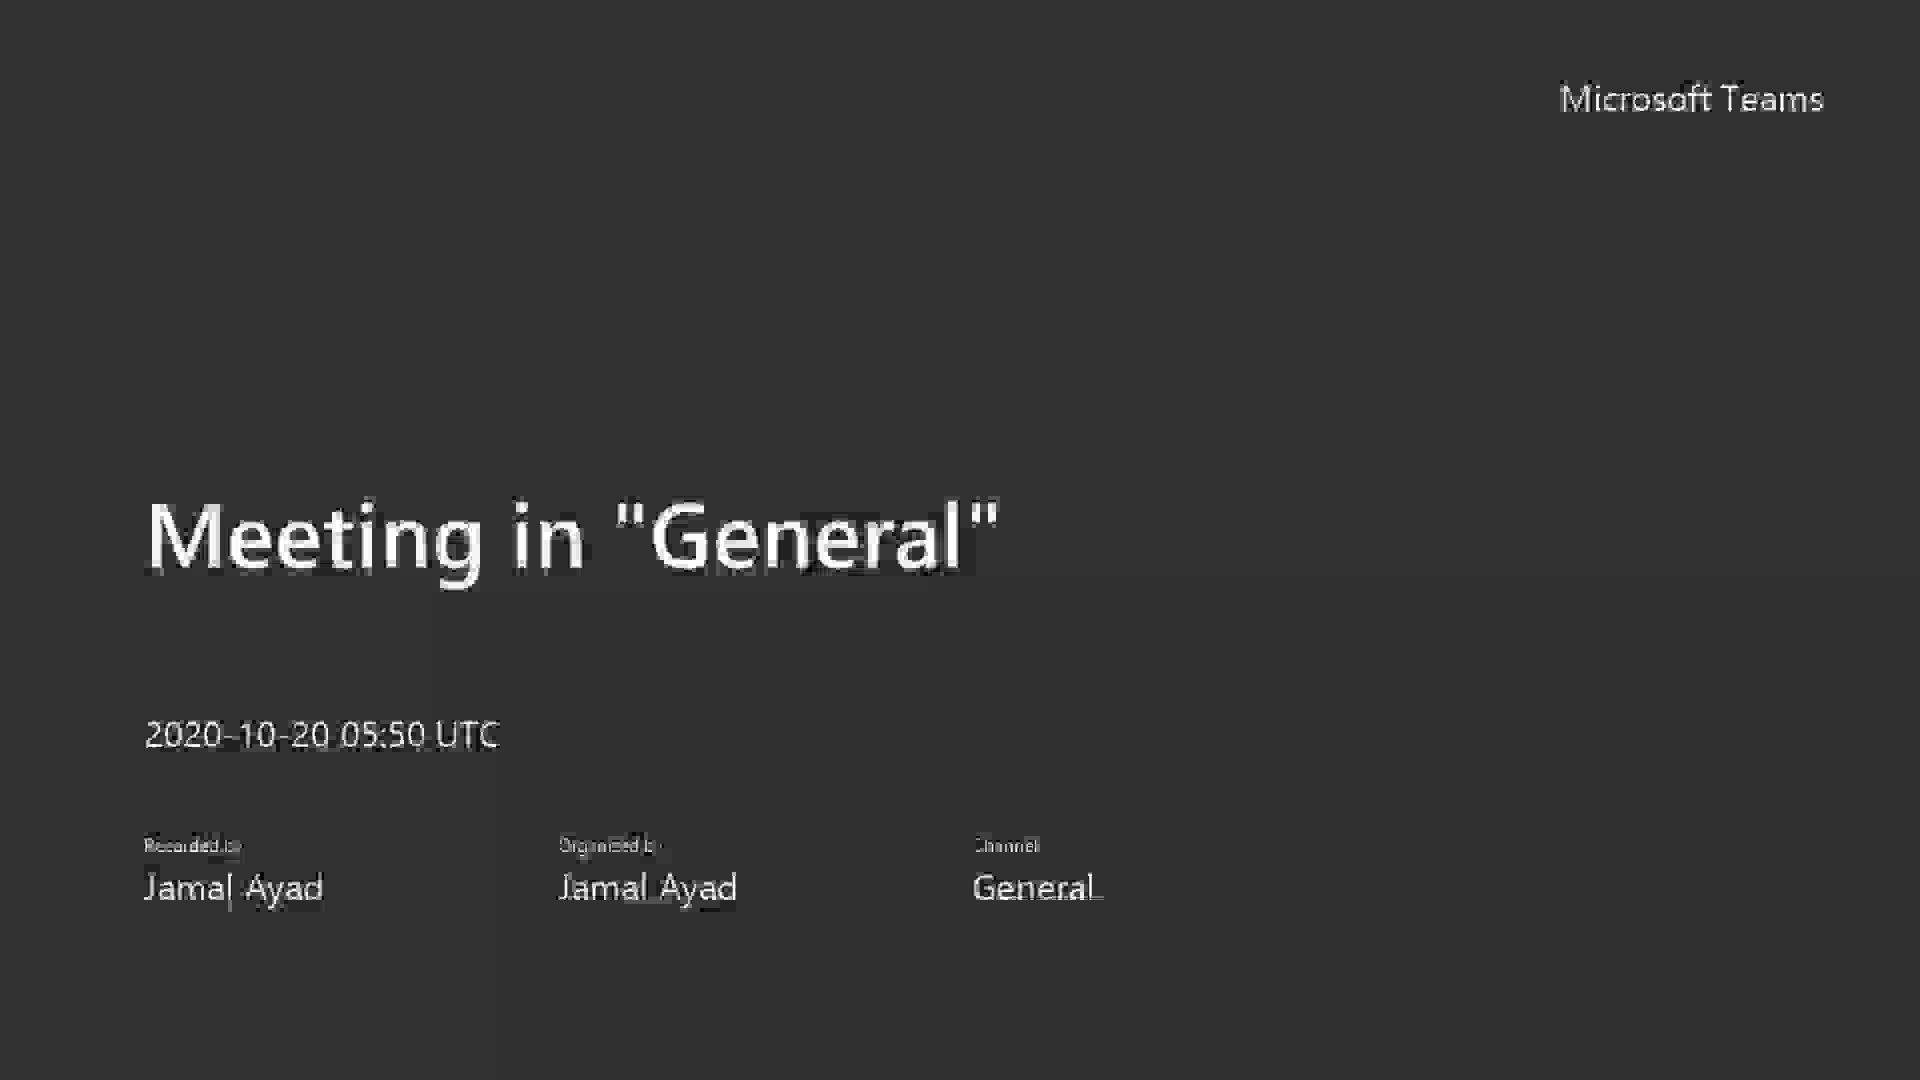 Microsoft Teams
Meeting in "General"
2020-10-20 05:50 UTC
Recorded by Organized by Channel
Jamal Ayad Jamal Ayad General